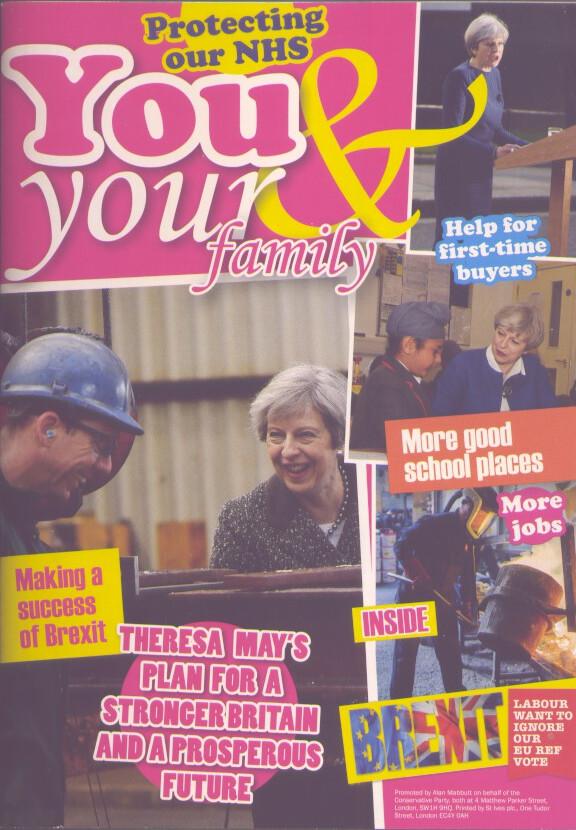 Protecting
our NHS
You
&
your
family
Help for
first-time
buyers
More good
school places
More
jobs
Making a
success
of Brexit
THERESA MAY'S
PLAN FOR A
STRONGER BRITAIN
AND A PROSPEROUS
FUTURE
INSIDE
BREXIT
LABOUR
WANT TO
IGNORE
OUR
EU REF
VOTE
Promoted by Alan Mabbutt on behalf of the
Conservative Party, both at 4 Matthew Parker Street,
London, SW1H 9HQ. Printed by St Ives plc., One Tudor
Street, London EC4Y 0AH